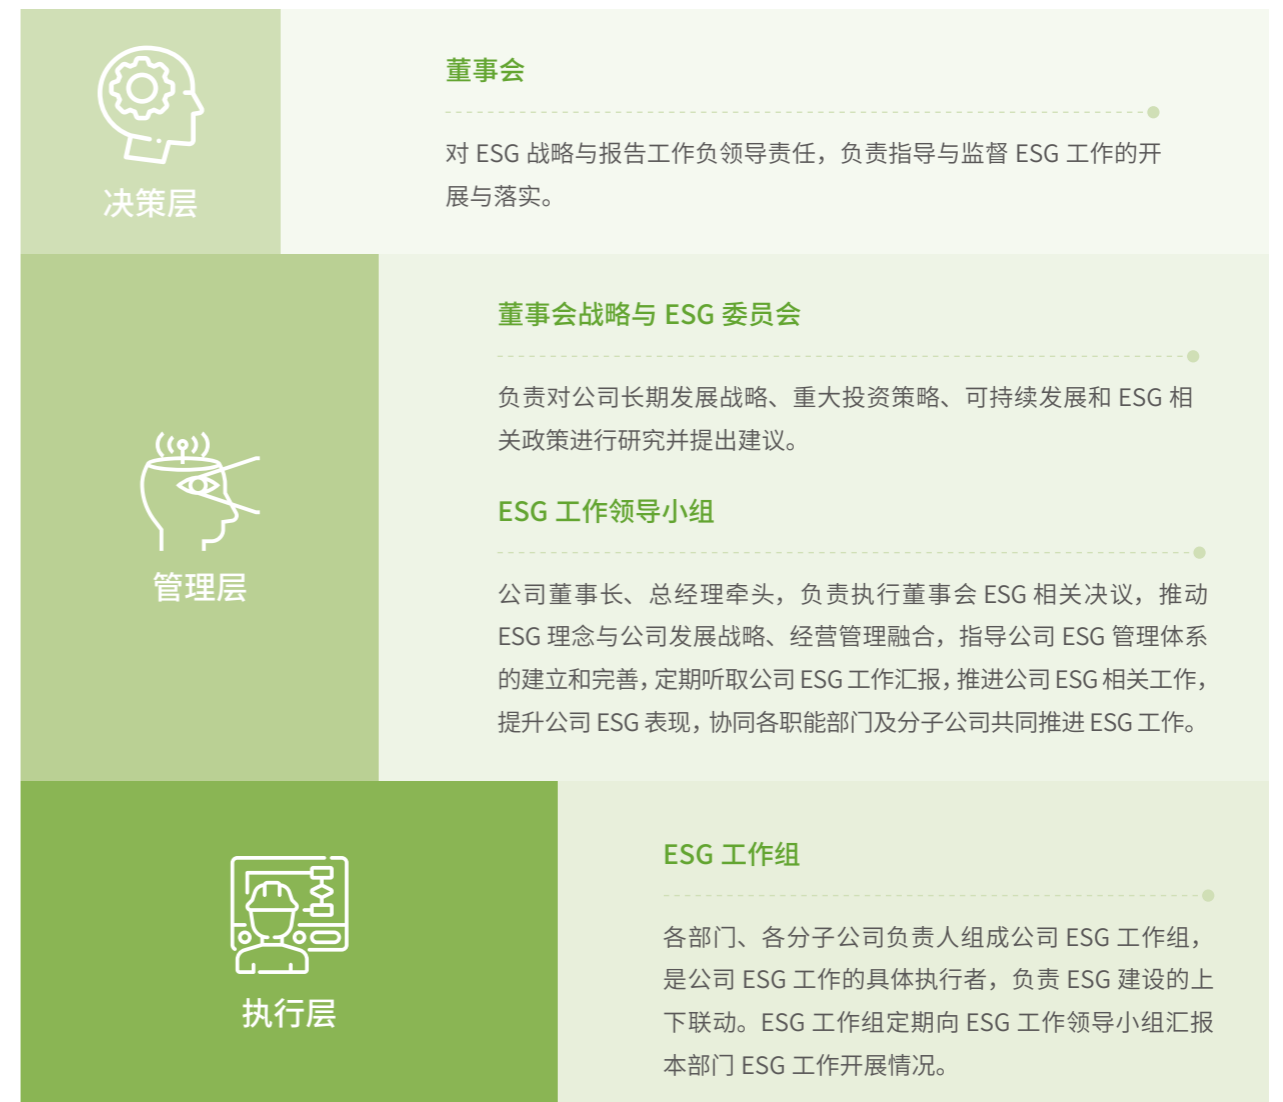 决策层
董事会
对 ESG 战略与报告工作负领导责任，负责指导与监督 ESG 工作的开
展与落实。
管理层
董事会战略与 ESG 委员会
负责对公司长期发展战略、重大投资策略、可持续发展和 ESG 相
关政策进行研究并提出建议。
ESG 工作领导小组
公司董事长、总经理牵头，负责执行董事会 ESG 相关决议，推动
ESG 理念与公司发展战略、经营管理融合，指导公司 ESG 管理体系
的建立和完善，定期听取公司 ESG 工作汇报，推进公司 ESG 相关工作，
提升公司 ESG 表现，协同各职能部门及分子公司共同推进 ESG 工作。
执行层
ESG 工作组
各部门、各分子公司负责人组成公司 ESG 工作组，
是公司 ESG 工作的具体执行者，负责 ESG 建设的上
下联动。ESG 工作组定期向 ESG 工作领导小组汇报
本部门 ESG 工作开展情况。